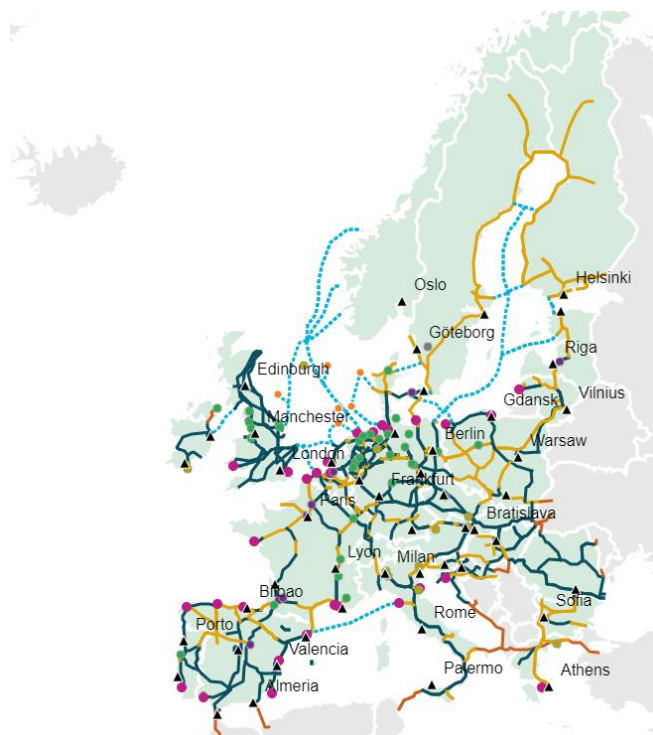 Oslo
Helsinki
Göteborg
Riga
Edinburgh
Vilnius
Gdansk
Manchester
Berlin
Warsaw
London
Frankfurt
Paris
Bratislava
Lyon
Milan
Bilbao
Sofia
Rome
Porto
Valencia
Palermo
Athens
Almeria